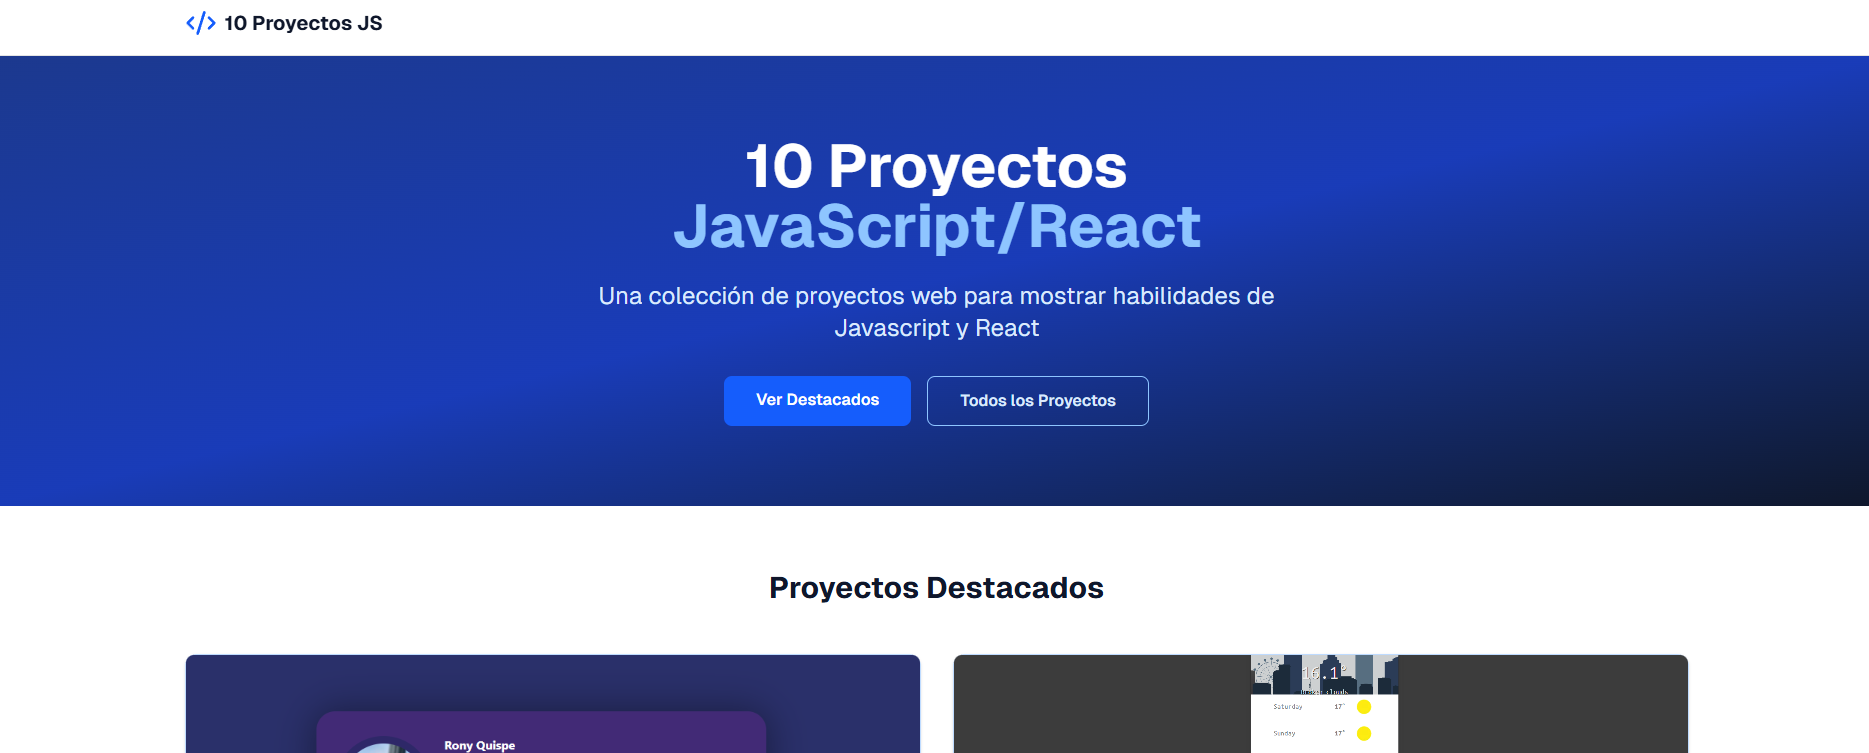 10 Proyectos JS
10 Proyectos
JavaScript/React
Una colección de proyectos web para mostrar habilidades de
Javascript y React
Ver Destacados
Todos los Proyectos
Proyectos Destacados
Rony Quispe
16.1°
clouds
Saturday 17°
Sunday 17°